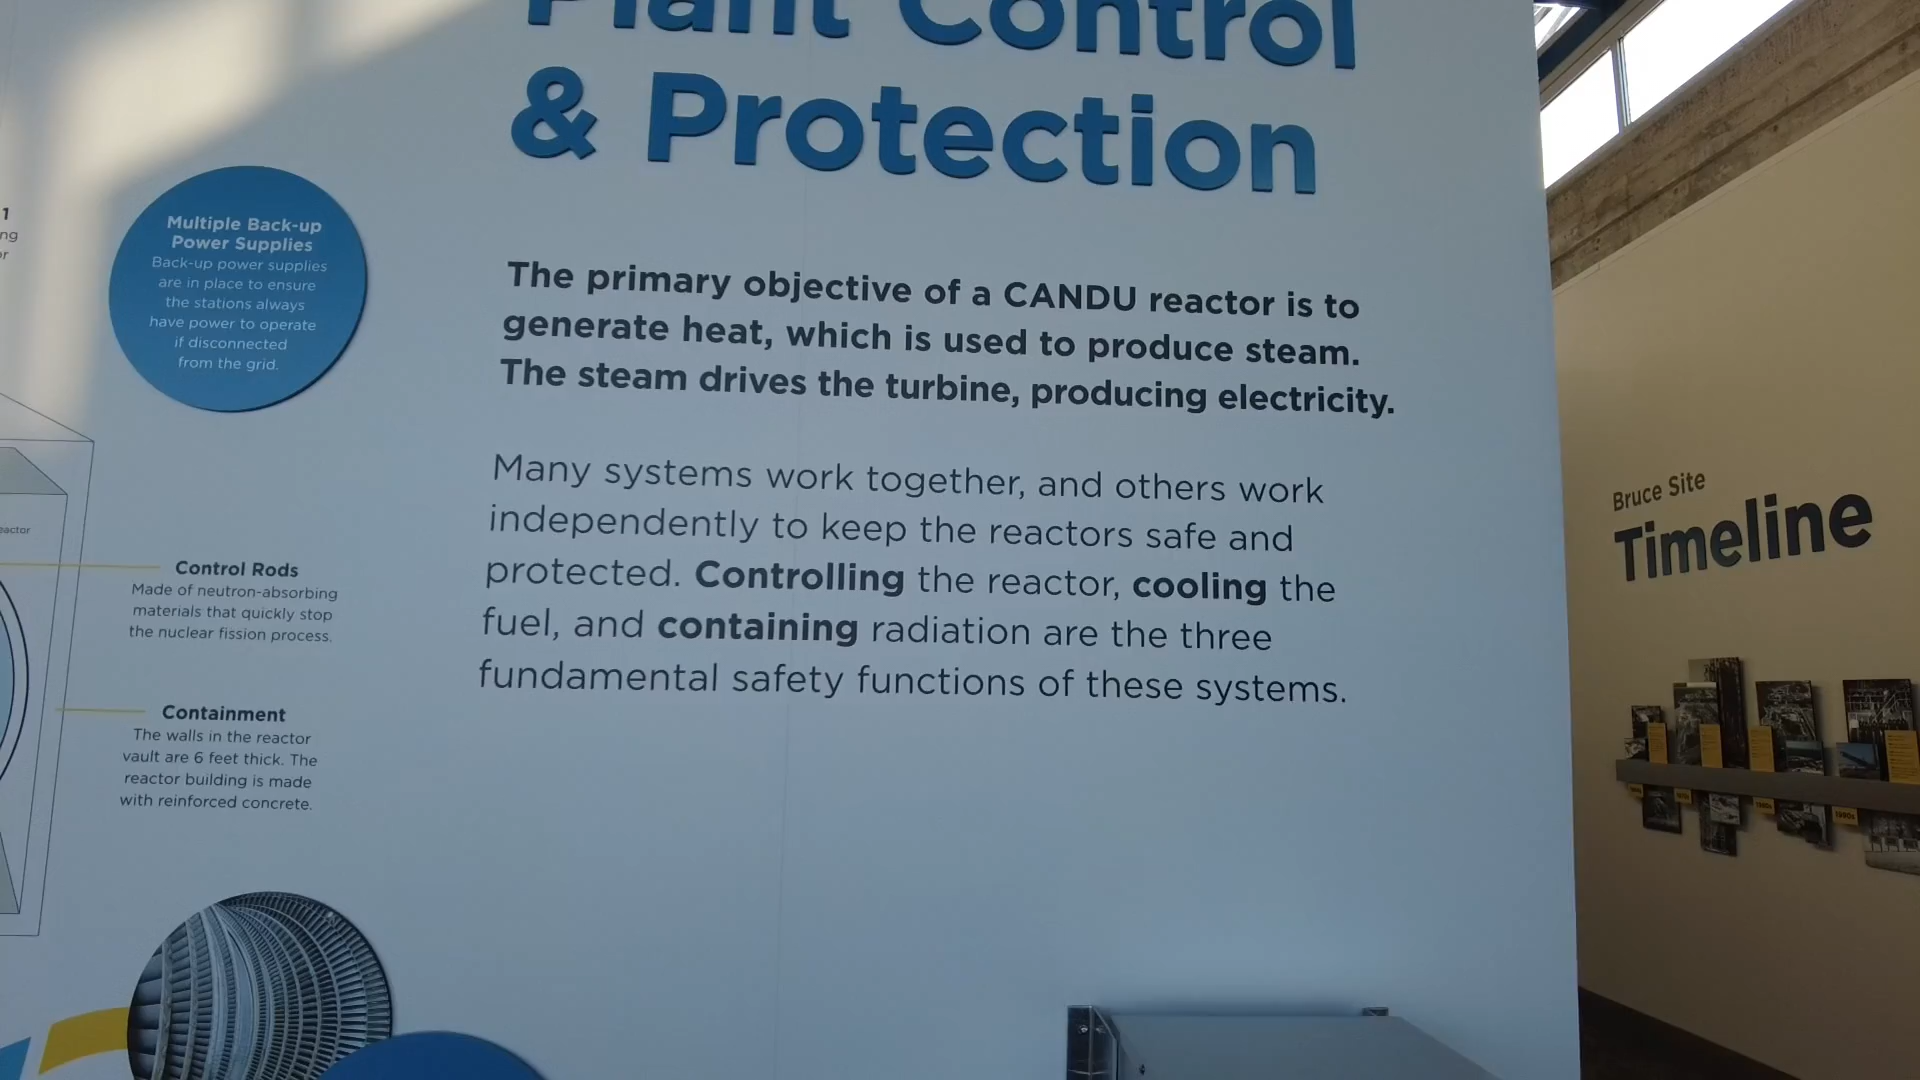 Plant Control
& Protection
1
ng
or
Multiple Back-up
Power Supplies
Back-up power supplies
are in place to ensure
the stations always
have power to operate
if disconnected
from the grid.
The primary objective of a CANDU reactor is to
generate heat, which is used to produce steam.
The steam drives the turbine, producing electricity.
Many systems work together, and others work
independently to keep the reactors safe and
protected. Controlling the reactor, cooling the
fuel, and containing radiation are the three
fundamental safety functions of these systems.
eactor
Control Rods
Made of neutron-absorbing
materials that quickly stop
the nuclear fission process.
Containment
The walls in the reactor
vault are 6 feet thick. The
reactor building is made
with reinforced concrete.
Bruce Site
Timeline
1980s